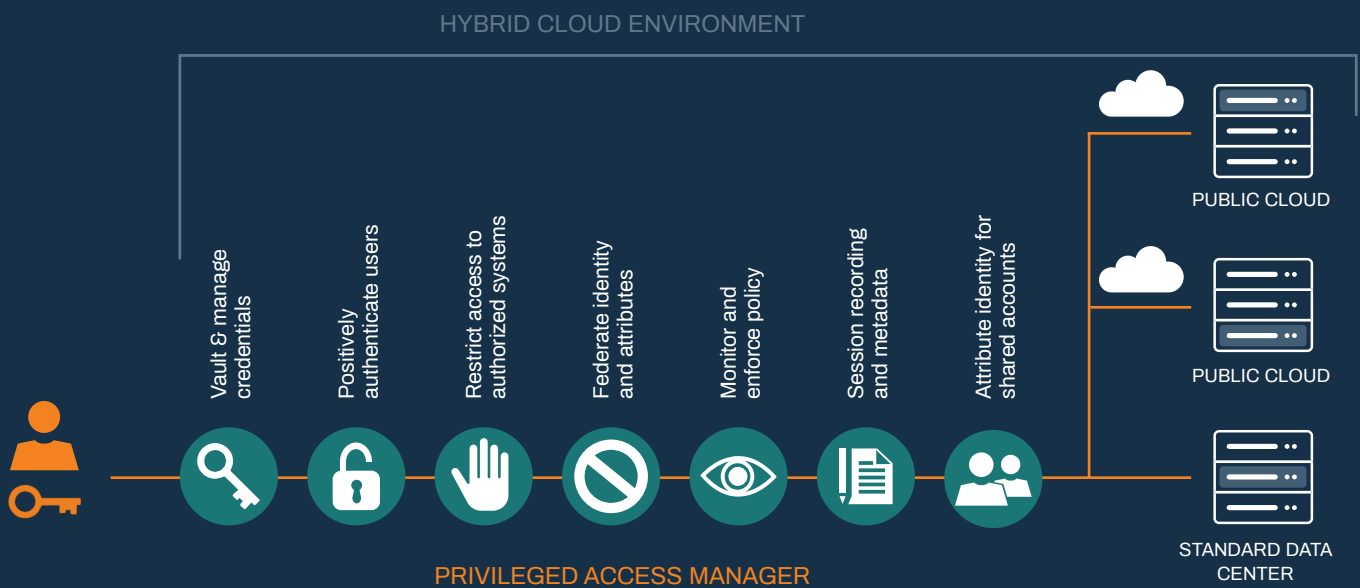 HYBRID CLOUD ENVIRONMENT
Vault & manage
credentials
Positively
authenticate users
Restrict access to
authorized systems
Federate identity
and attributes
Monitor and
enforce policy
Session recording
and metadata
Attribute identity for
shared accounts
PUBLIC CLOUD
PUBLIC CLOUD
STANDARD DATA
CENTER
PRIVILEGED ACCESS MANAGER